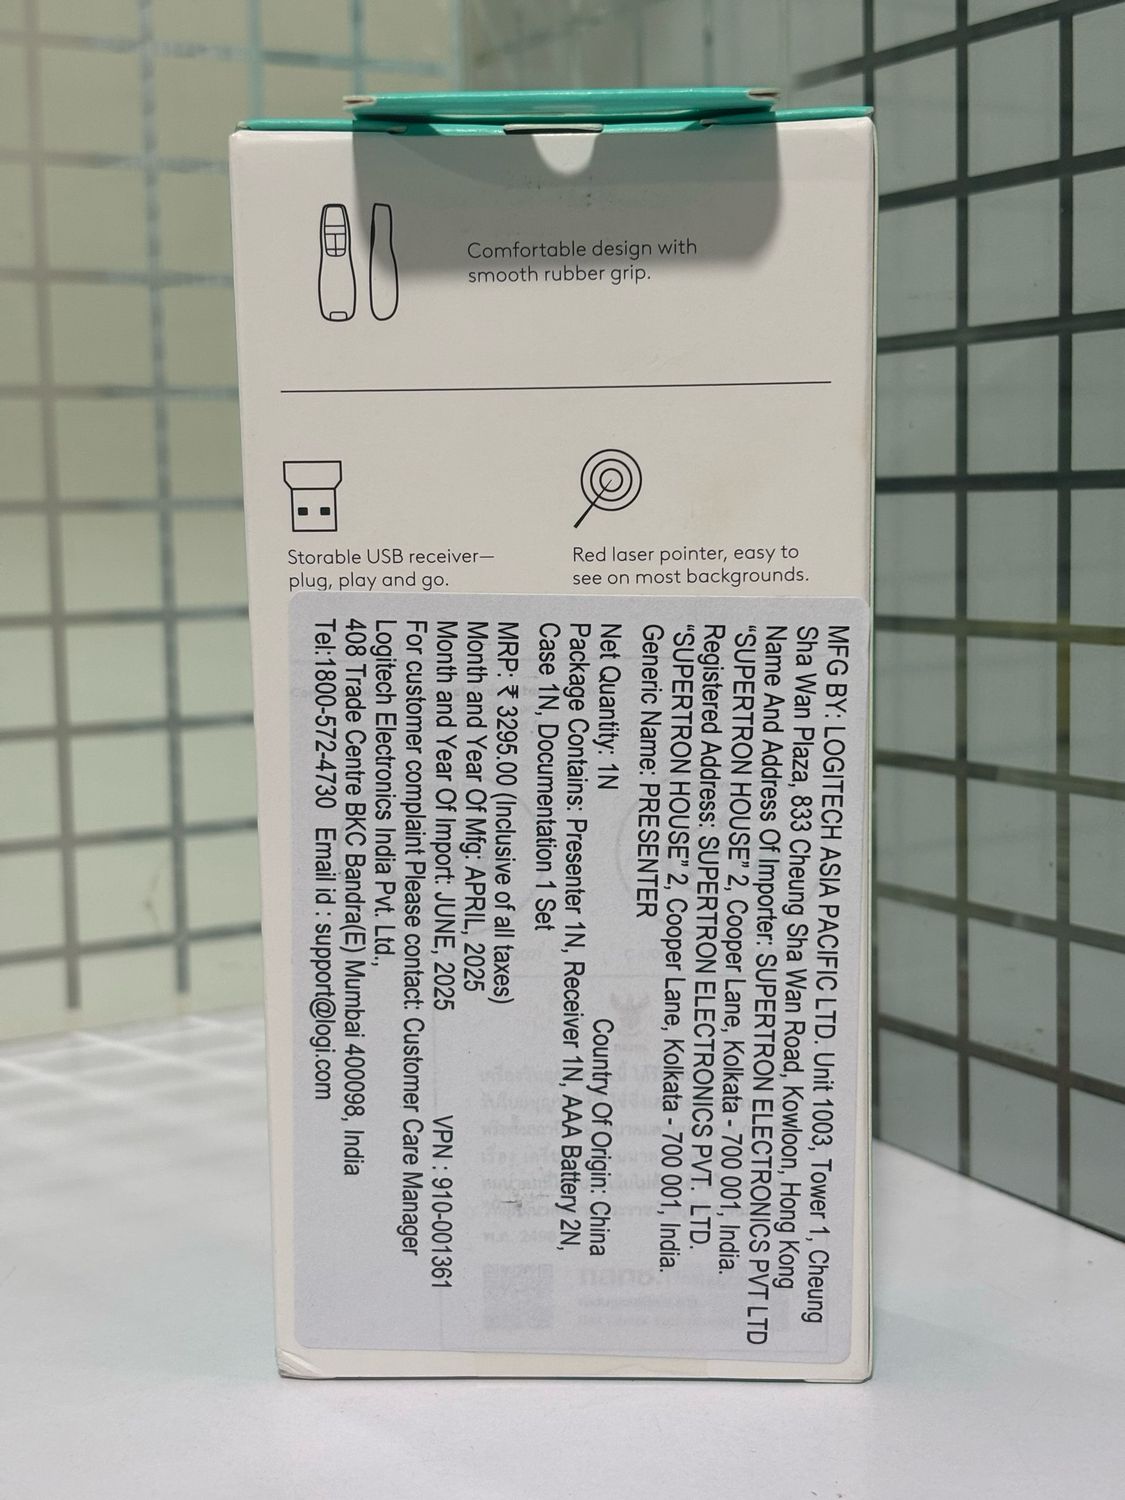 Comfortable design with
smooth rubber grip.
Storable USB receiver—
plug, play and go.
Red laser pointer, easy to
see on most backgrounds.
MFG BY: LOGITECH ASIA PACIFIC LTD. Unit 1003, Tower 1, Cheung
Sha Wan Plaza, 833 Cheung Sha Wan Road, Kowloon, Hong Kong
Name And Address Of Importer: SUPERTRON ELECTRONICS PVT LTD
“SUPERTRON HOUSE” 2, Cooper Lane, Kolkata - 700 001, India.
Registered Address: SUPERTRON ELECTRONICS PVT. LTD.
“SUPERTRON HOUSE” 2, Cooper Lane, Kolkata - 700 001, India.
Generic Name: PRESENTER
Net Quantity: 1N Country Of Origin: China
Package Contains: Presenter 1N, Receiver 1N, AAA Battery 2N,
Case 1N, Documentation 1 Set
MRP: ₹ 3295.00 (Inclusive of all taxes)
Month and Year Of Mfg: APRIL, 2025
Month and Year Of Import: JUNE, 2025 VPN : 910-001361
For customer complaint Please contact: Customer Care Manager
Logitech Electronics India Pvt. Ltd.,
408 Trade Centre BKC Bandra(E) Mumbai 400098, India
Tel:1800-572-4730 Email id : support@logi.com